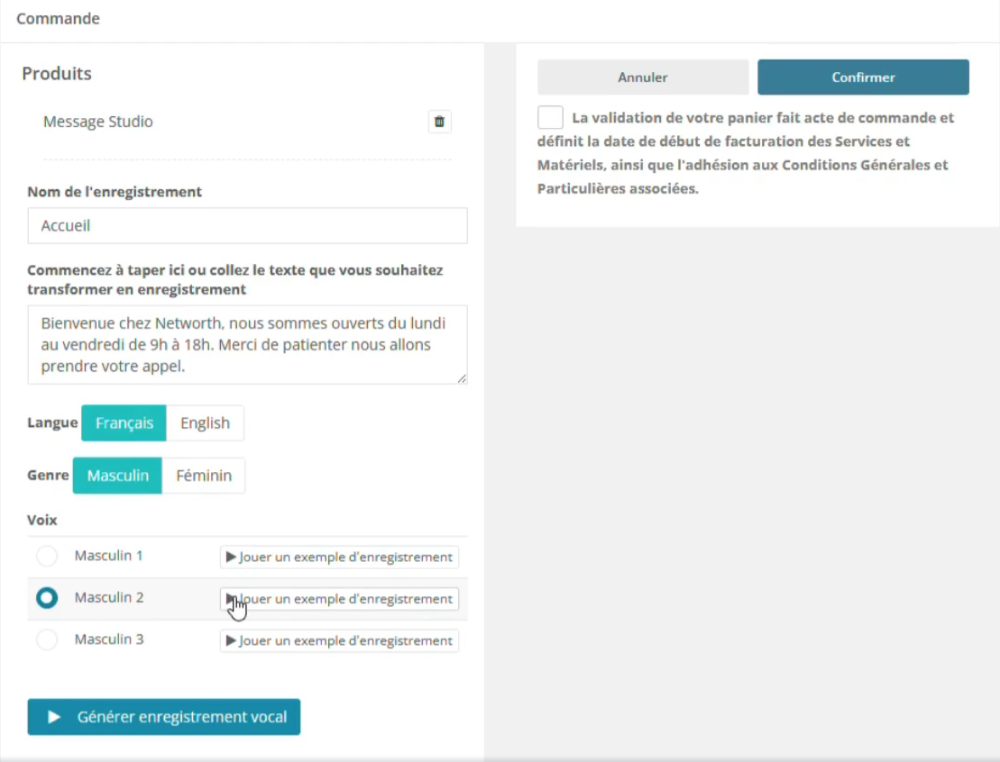 Commande
Produits
Message Studio
Nom de l'enregistrement
Accueil
Commencez à taper ici ou collez le texte que vous souhaitez
transformer en enregistrement
Bienvenue chez Networth, nous sommes ouverts du lundi
au vendredi de 9h à 18h. Merci de patienter nous allons
prendre votre appel.
Langue Français English
Genre Masculin Féminin
Voix
Masculin 1 Jouer un exemple d'enregistrement
Masculin 2 Jouer un exemple d'enregistrement
Masculin 3 Jouer un exemple d'enregistrement
Générer enregistrement vocal
Annuler Confirmer
La validation de votre panier fait acte de commande et
définit la date de début de facturation des Services et
Matériels, ainsi que l'adhésion aux Conditions Générales et
Particulières associées.